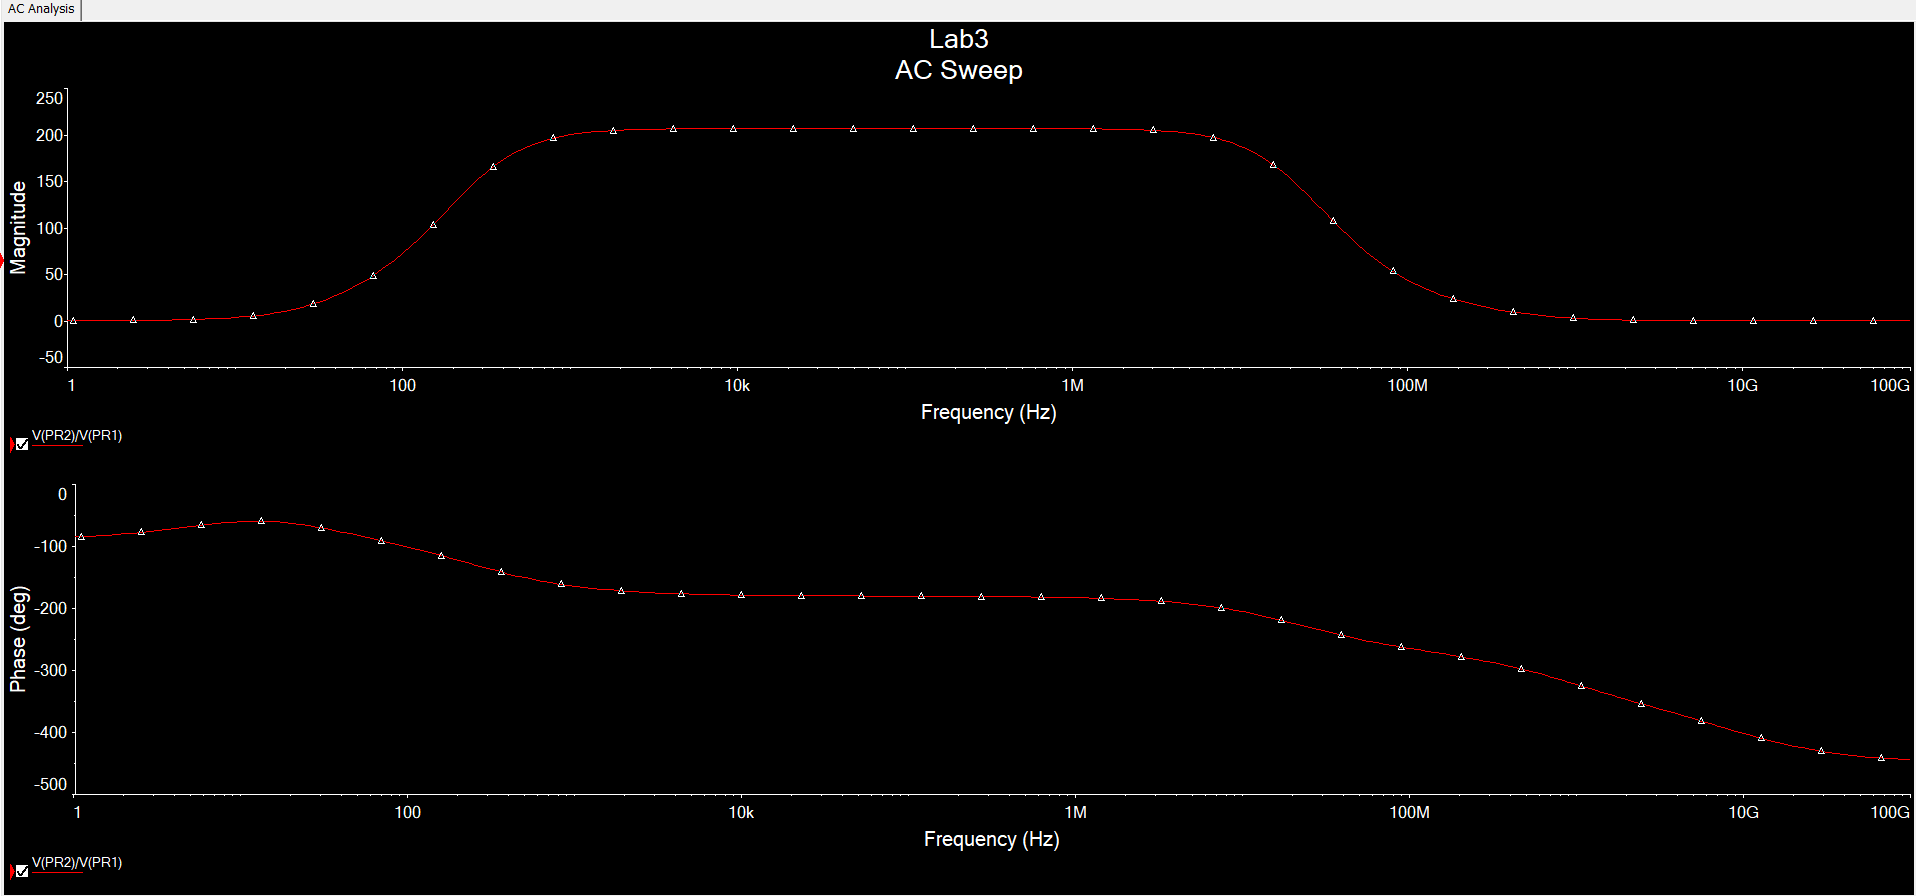 AC Analysis
Lab3
AC Sweep
250
200
150
100
50
0
-50
Magnitude
1 100 10k 1M 100M 10G 100G
Frequency (Hz)
V(PR2)/V(PR1)
0
-100
-200
-300
-400
-500
Phase (deg)
1 100 10k 1M 100M 10G 100G
Frequency (Hz)
V(PR2)/V(PR1)